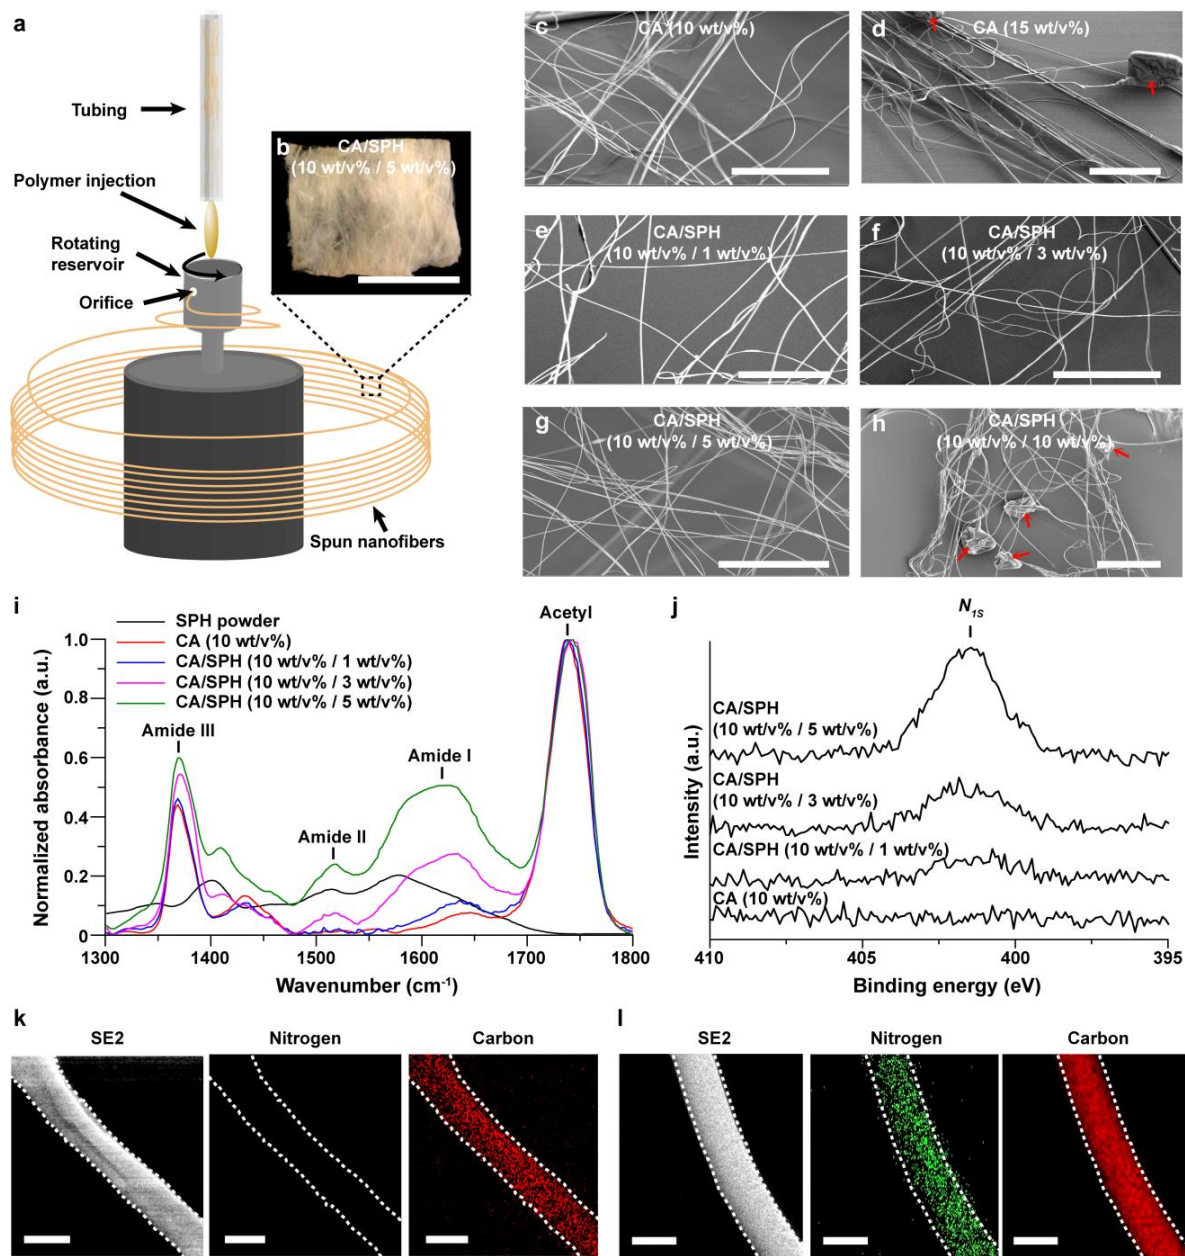 a
Tubing
Polymer injection
Rotating
reservoir
Orifice
Spun nanofibers
b
CA/SPH
(10 wt/v% / 5 wt/v%)
c
CA (10 wt/v%)
d
CA (15 wt/v%)
e
CA/SPH
(10 wt/v% / 1 wt/v%)
f
CA/SPH
(10 wt/v% / 3 wt/v%)
g
CA/SPH
(10 wt/v% / 5 wt/v%)
h
CA/SPH
(10 wt/v% / 10 wt/v%)
i
SPH powder
CA (10 wt/v%)
CA/SPH (10 wt/v% / 1 wt/v%)
CA/SPH (10 wt/v% / 3 wt/v%)
CA/SPH (10 wt/v% / 5 wt/v%)
Acetyl
Amide III
Amide II
Amide I
Normalized absorbance (a.u.)
1.0
0.8
0.6
0.4
0.2
0
1300 1400 1500 1600 1700 1800
Wavenumber (cm⁻¹)
j
N1S
CA/SPH
(10 wt/v% / 5 wt/v%)
CA/SPH
(10 wt/v% / 3 wt/v%)
CA/SPH (10 wt/v% / 1 wt/v%)
CA (10 wt/v%)
Intensity (a.u.)
410 405 400 395
Binding energy (eV)
k
SE2 Nitrogen Carbon
l
SE2 Nitrogen Carbon